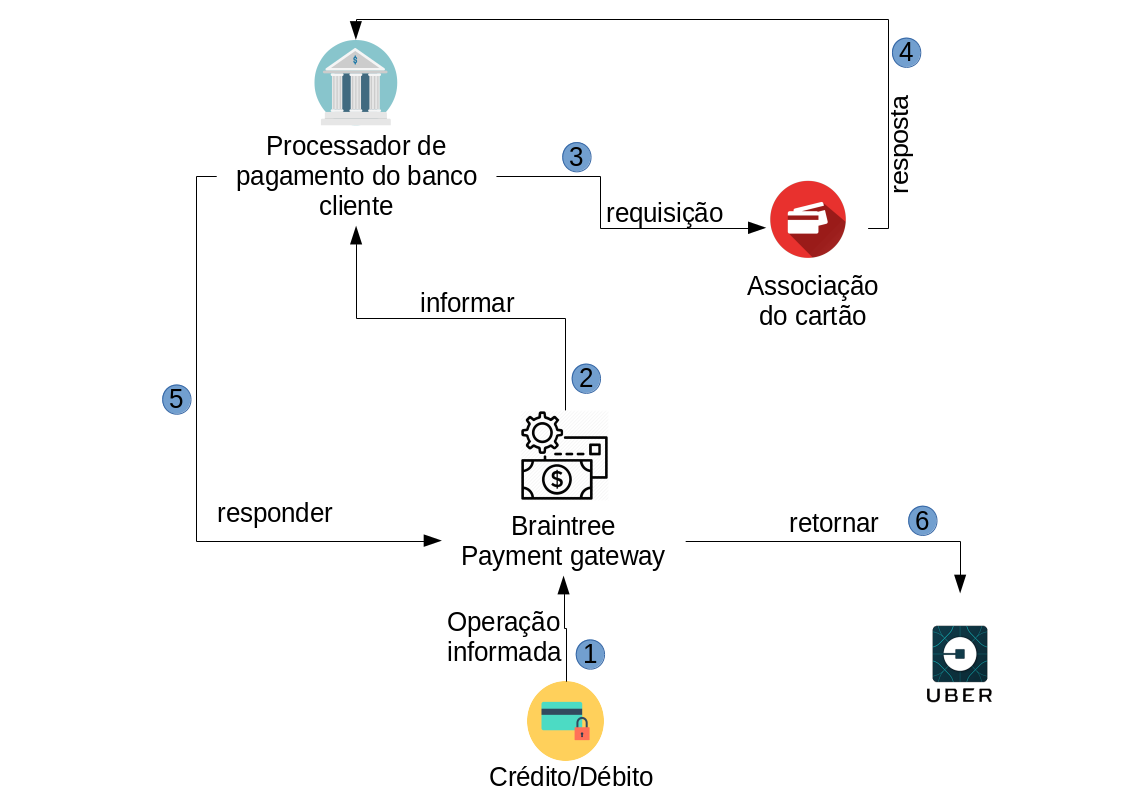 4
resposta
Processador de
pagamento do banco
cliente
3
requisição
Associação
do cartão
informar
2
5
Braintree
Payment gateway
responder
retornar
6
Operação
informada
1
UBER
Crédito/Débito
$
$